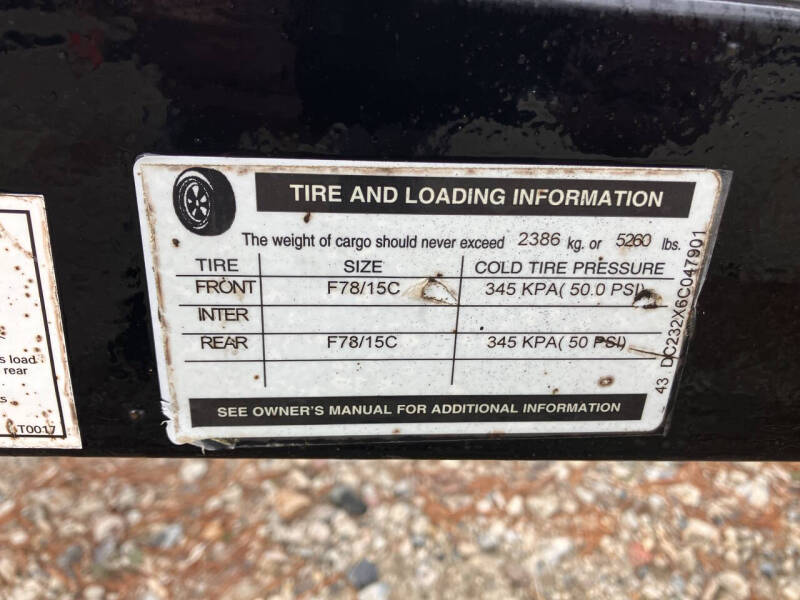 TIRE AND LOADING INFORMATION
The weight of cargo should never exceed 2386 kg. or 5260 lbs.
TIRE SIZE COLD TIRE PRESSURE
FRONT F78/15C 345 KPA( 50.0 PSI)
INTER
REAR F78/15C 345 KPA( 50 PSI)
SEE OWNER'S MANUAL FOR ADDITIONAL INFORMATION
43 DC232X6C047901
s load
rear
s
T0017